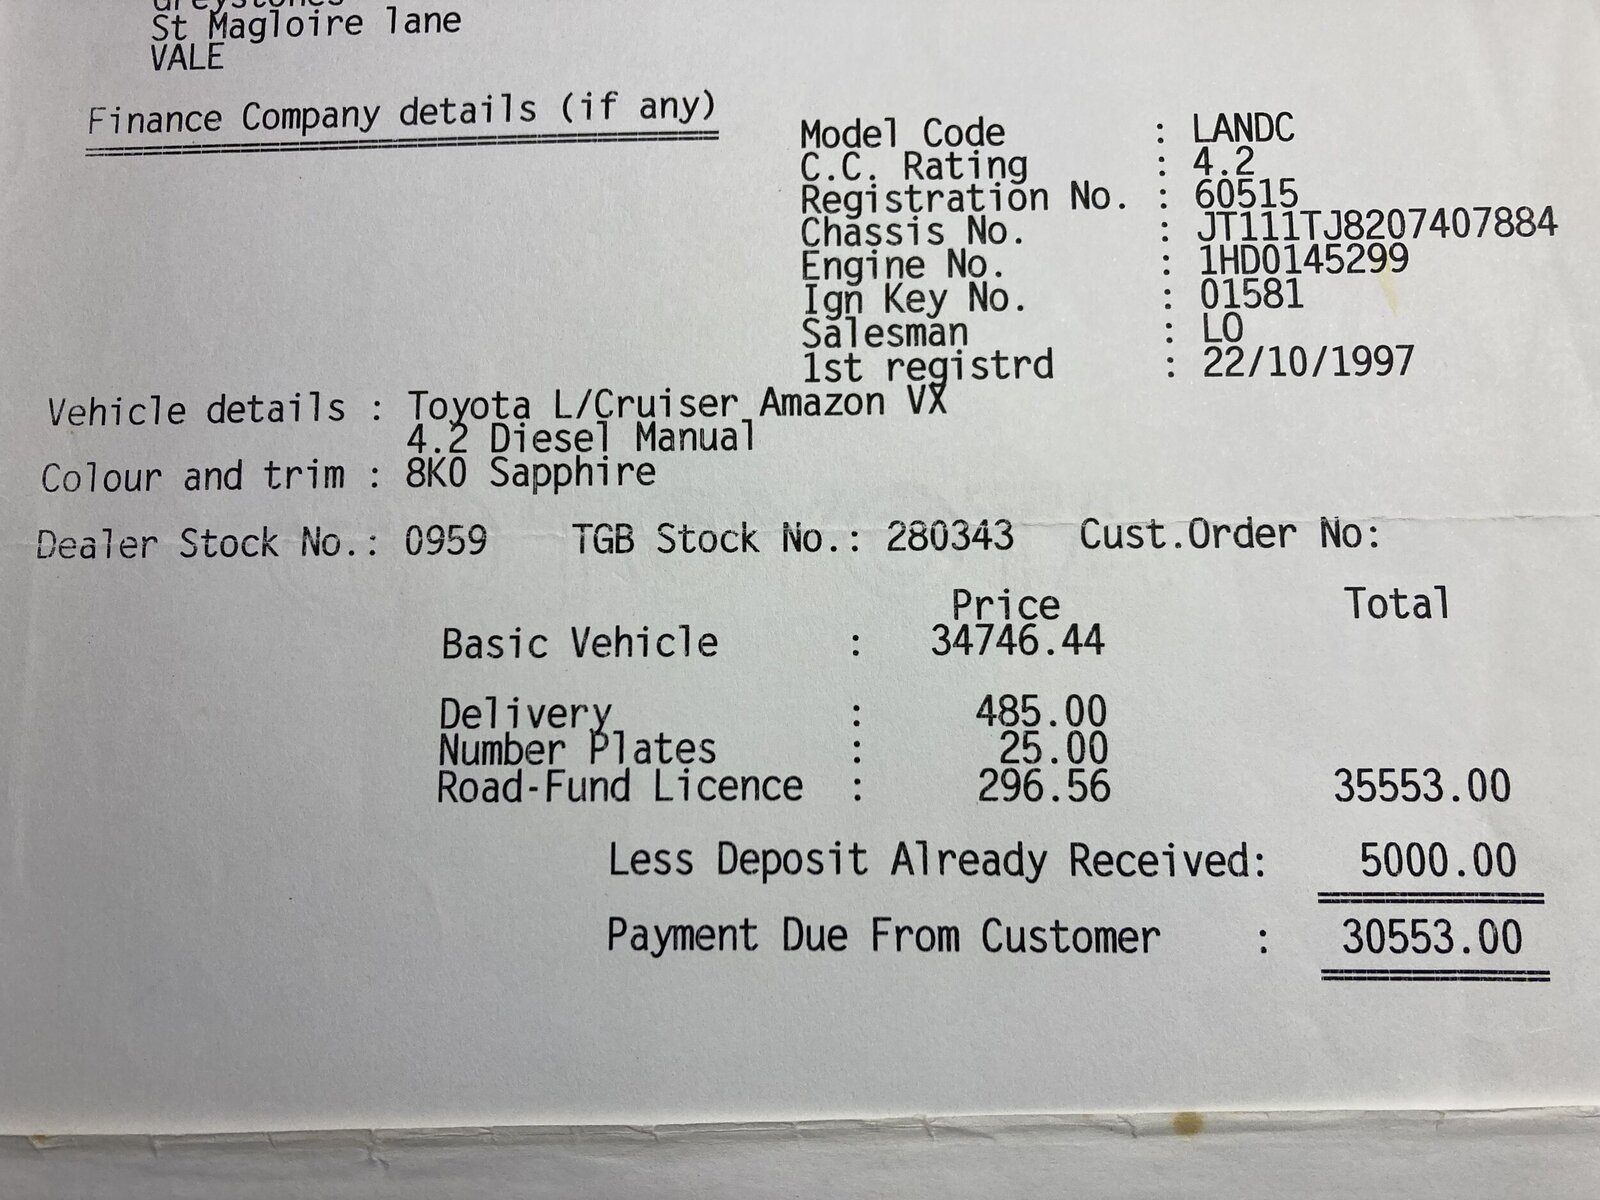 Greystones
St Magloire lane
VALE
Finance Company details (if any)
Model Code : LANDC
C.C. Rating : 4.2
Registration No. : 60515
Chassis No. : JT111TJ8207407884
Engine No. : 1HD0145299
Ign Key No. : 01581
Salesman : LO
1st registrd : 22/10/1997
Vehicle details : Toyota L/Cruiser Amazon VX
4.2 Diesel Manual
Colour and trim : 8K0 Sapphire
Dealer Stock No.: 0959 TGB Stock No.: 280343 Cust.Order No:
Price Total
Basic Vehicle : 34746.44
Delivery : 485.00
Number Plates : 25.00
Road-Fund Licence : 296.56 35553.00
Less Deposit Already Received: 5000.00
Payment Due From Customer : 30553.00